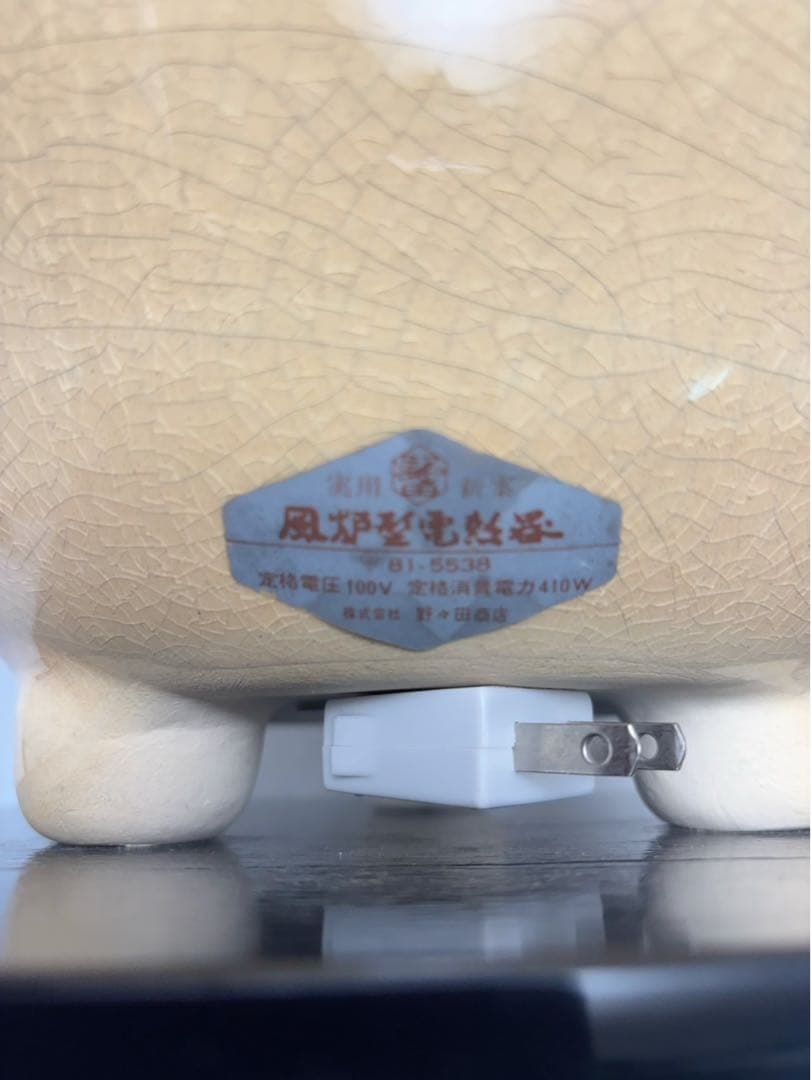 実用 新案
風炉型電熱器
〒81-5538
定格電圧100V 定格消費電力410W
株式会社 野々田商店